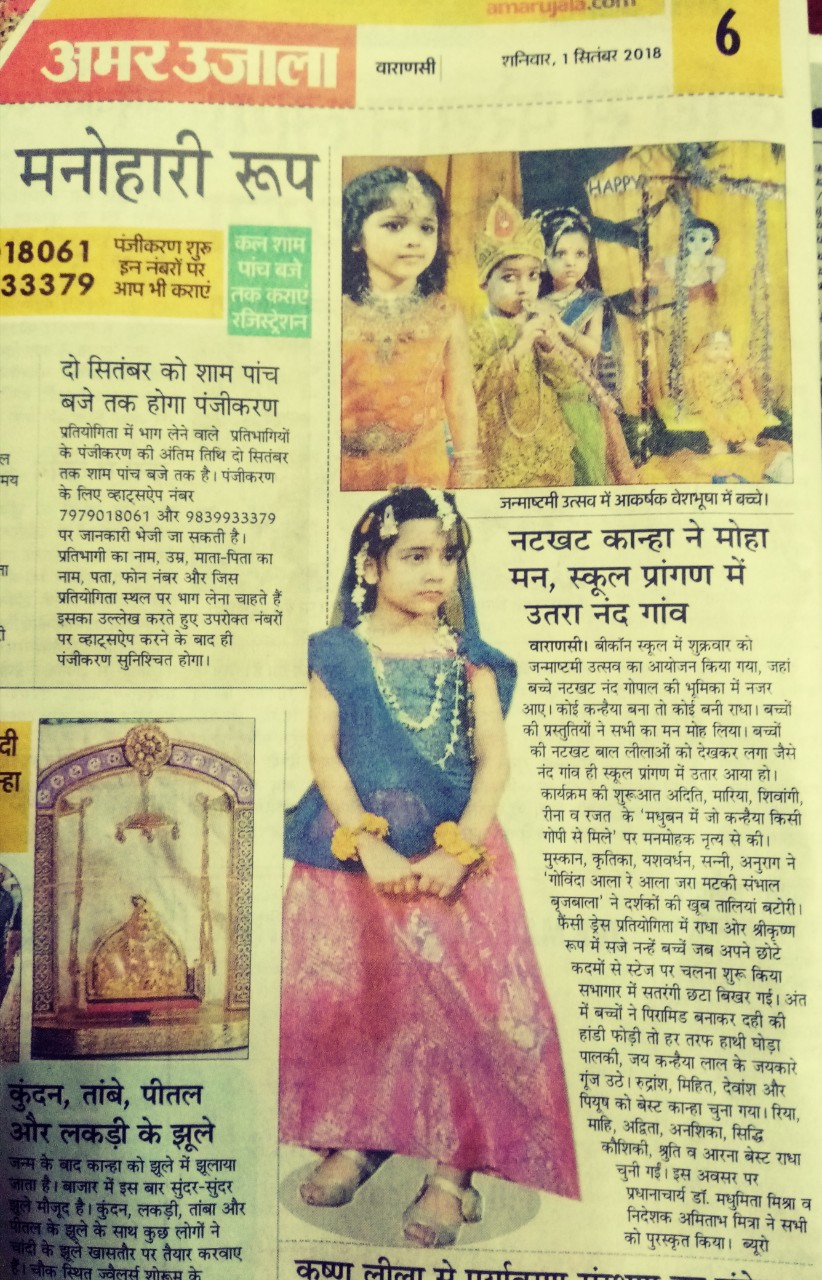 amarujala.com
अमर उजाला
वाराणसी
शनिवार, 1 सितंबर 2018
6
मनोहारी रूप
18061
33379
पंजीकरण शुरू
इन नंबरों पर
आप भी कराएं
कल शाम
पांच बजे
तक कराएं
रजिस्ट्रेशन
दो सितंबर को शाम पांच
बजे तक होगा पंजीकरण
प्रतियोगिता में भाग लेने वाले प्रतिभागियों
के पंजीकरण की अंतिम तिथि दो सितंबर
तक शाम पांच बजे तक है। पंजीकरण
के लिए व्हाट्सऐप नंबर
7979018061 और 9839933379
पर जानकारी भेजी जा सकती है।
प्रतिभागी का नाम, उम्र, माता-पिता का
नाम, पता, फोन नंबर और जिस
प्रतियोगिता स्थल पर भाग लेना चाहते हैं
इसका उल्लेख करते हुए उपरोक्त नंबरों
पर व्हाट्सऐप करने के बाद ही
पंजीकरण सुनिश्चित होगा।
HAPPY
जन्माष्टमी उत्सव में आकर्षक वेशभूषा में बच्चे।
नटखट कान्हा ने मोहा
मन, स्कूल प्रांगण में
उतरा नंद गांव
वाराणसी। बीकॉन स्कूल में शुक्रवार को
जन्माष्टमी उत्सव का आयोजन किया गया, जहां
बच्चे नटखट नंद गोपाल की भूमिका में नजर
आए। कोई कन्हैया बना तो कोई बनी राधा। बच्चों
की प्रस्तुतियों ने सभी का मन मोह लिया। बच्चों
की नटखट बाल लीलाओं को देखकर लगा जैसे
नंद गांव ही स्कूल प्रांगण में उतार आया हो।
कार्यक्रम की शुरूआत अदिति, मारिया, शिवांगी,
रीना व रजत के ‘मधुबन में जो कन्हैया किसी
गोपी से मिले’ पर मनमोहक नृत्य से की।
मुस्कान, कृतिका, यशवर्धन, सन्नी, अनुराग ने
‘गोविंदा आला रे आला जरा मटकी संभाल
बृजबाला’ ने दर्शकों की खूब तालियां बटोरी।
फैंसी ड्रेस प्रतियोगिता में राधा ओर श्रीकृष्ण
रूप में सजे नन्हें बच्चें जब अपने छोटे
कदमों से स्टेज पर चलना शुरू किया
सभागार में सतरंगी छटा बिखर गई। अंत
में बच्चों ने पिरामिड बनाकर दही की
हांडी फोड़ी तो हर तरफ हाथी घोड़ा
पालकी, जय कन्हैया लाल के जयकारे
गूंज उठे। रुद्रांश, मिहित, देवांश और
पियूष को बेस्ट कान्हा चुना गया। रिया,
माहि, अद्विता, अनशिका, सिद्धि
कौशिकी, श्रुति व आरना बेस्ट राधा
चुनी गईं। इस अवसर पर
प्रधानाचार्य डॉ. मधुमिता मिश्रा व
निदेशक अमिताभ मित्रा ने सभी
को पुरस्कृत किया। ब्यूरो
कुंदन, तांबे, पीतल
और लकड़ी के झूले
जन्म के बाद कान्हा को झूले में झूलाया
जाता है। बाजार में इस बार सुंदर-सुंदर
झूले मौजूद है। कुंदन, लकड़ी, तांबा और
पीतल के झूले के साथ कुछ लोगों ने
चांदी के झूले खासतौर पर तैयार करवाए
हैं। चौक स्थित ज्वैलर्स शोरूम के